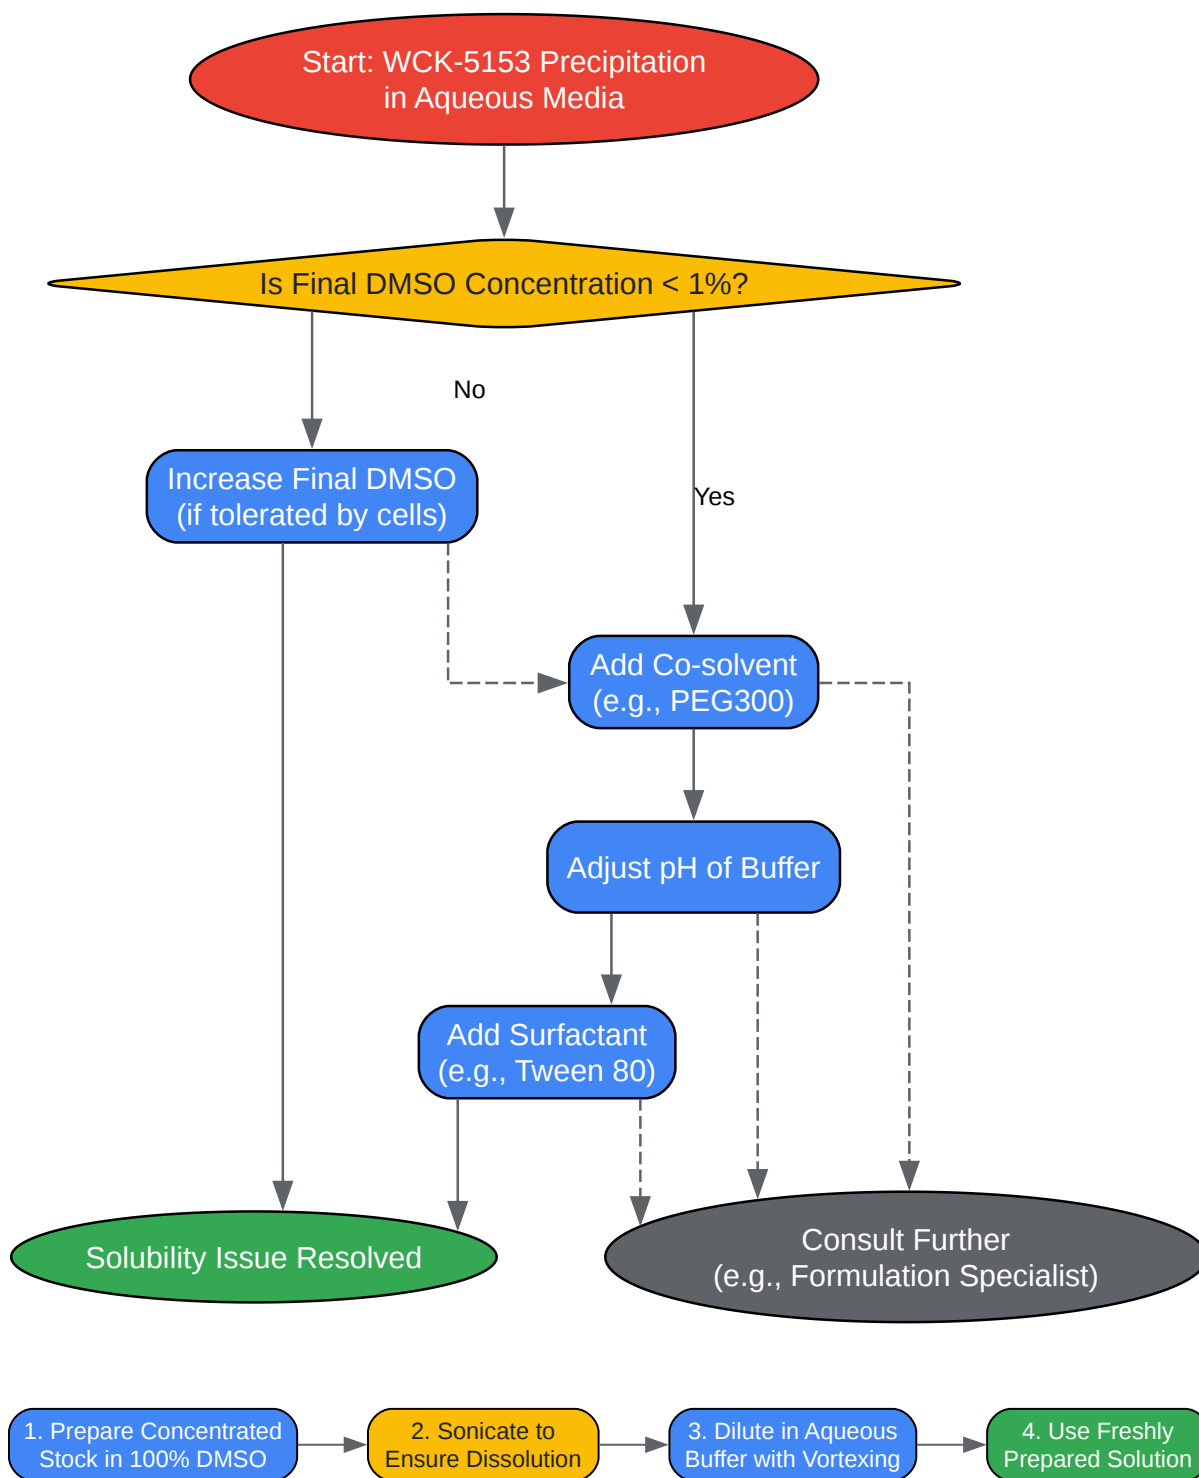 Start: WCK-5153 Precipitation
in Aqueous Media
Is Final DMSO Concentration < 1%?
No
Increase Final DMSO
(if tolerated by cells)
Yes
Add Co-solvent
(e.g., PEG300)
Adjust pH of Buffer
Add Surfactant
(e.g., Tween 80)
Solubility Issue Resolved
Consult Further
(e.g., Formulation Specialist)
1. Prepare Concentrated
Stock in 100% DMSO
2. Sonicate to
Ensure Dissolution
3. Dilute in Aqueous
Buffer with Vortexing
4. Use Freshly
Prepared Solution